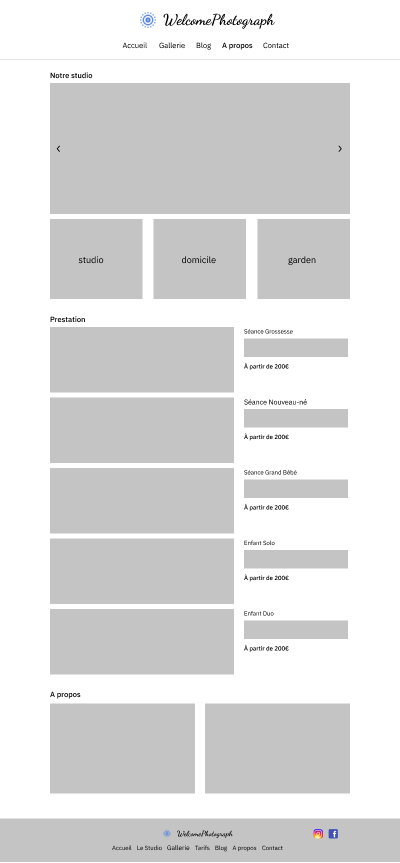 WelcomePhotograph
Accueil Gallerie Blog A propos Contact
Notre studio
studio domicile garden
Prestation
Séance Grossesse
À partir de 200€
Séance Nouveau-né
À partir de 200€
Séance Grand Bébé
À partir de 200€
Enfant Solo
À partir de 200€
Enfant Duo
À partir de 200€
A propos
WelcomePhotograph
Accueil Le Studio Gallerie Tarifs Blog A propos Contact